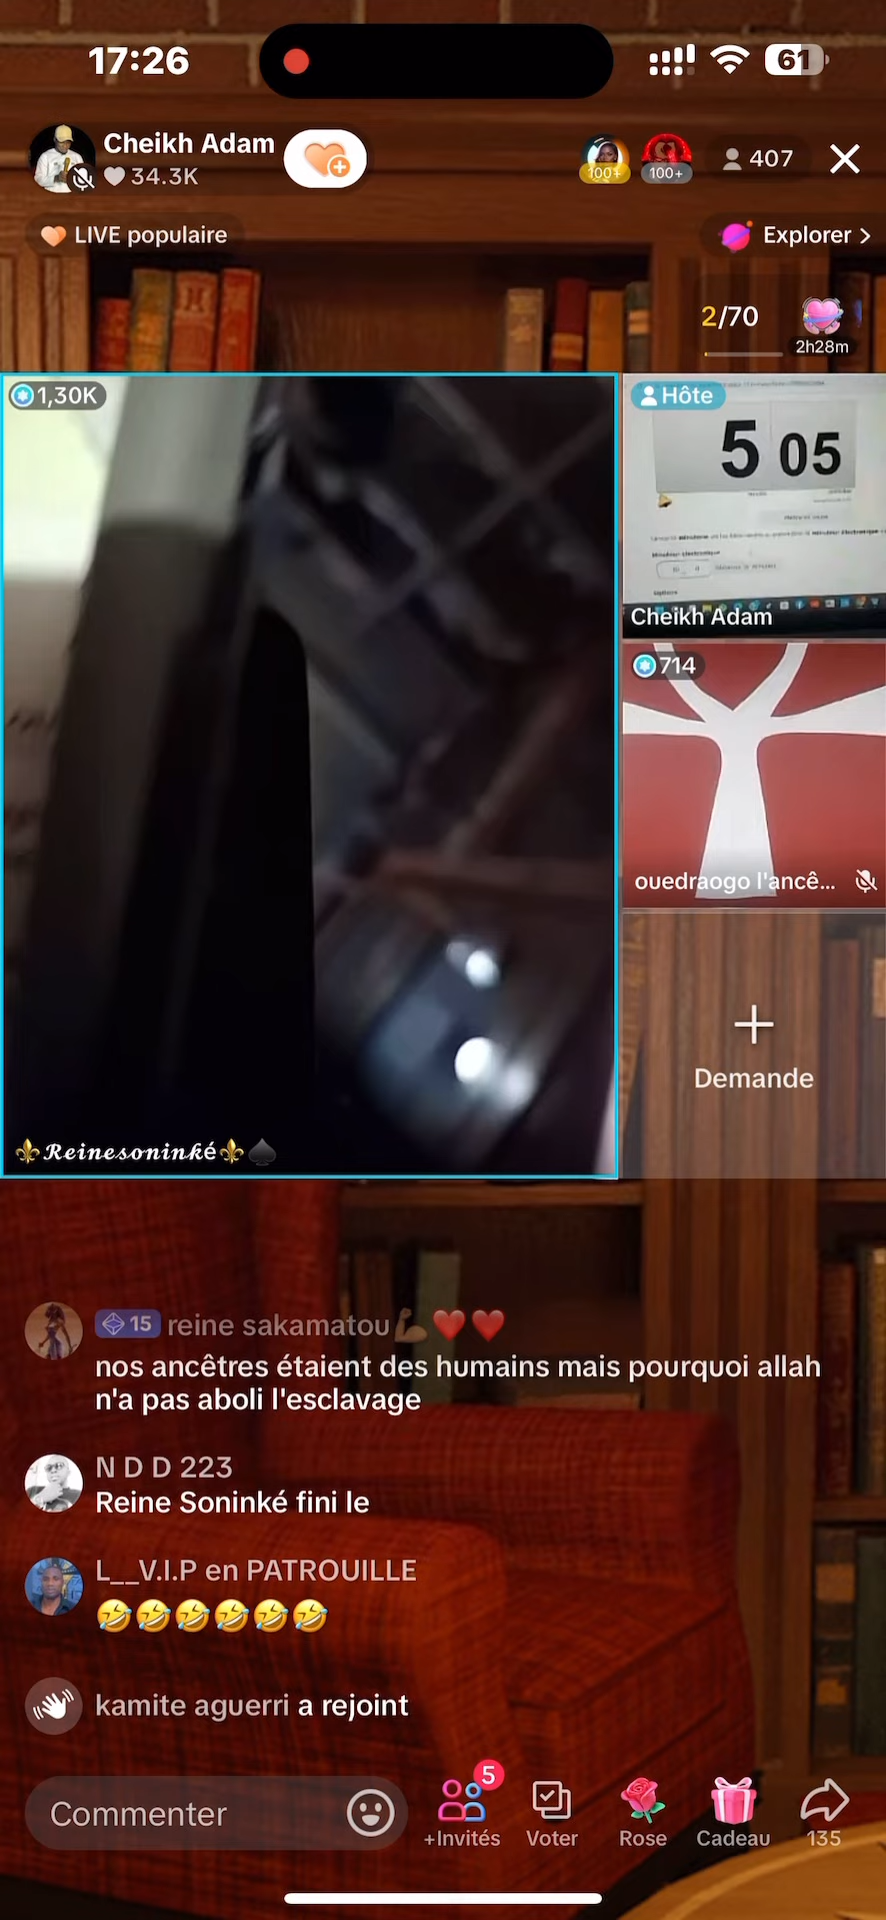 17:26
61
Cheikh Adam
34.3K
100+
100+
407
LIVE populaire
Explorer >
2/70
2h28m
1,30K
Hôte
5 05
Cheikh Adam
714
ouedraogo l'ancê...
Demande
⚜️𝓡𝓮𝓲𝓷𝓮𝓼𝓸𝓷𝓲𝓷𝓴é⚜️♠️
15 reine sakamatou💪🏽❤️❤️
nos ancêtres étaient des humains mais pourquoi allah
n'a pas aboli l'esclavage
N D D 223
Reine Soninké fini le
L__V.I.P en PATROUILLE
🤣🤣🤣🤣🤣🤣
kamite aguerri a rejoint
Commenter
5
+Invités
Voter
Rose
Cadeau
135